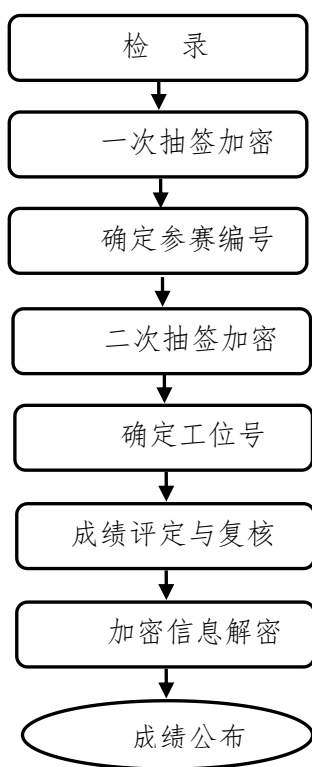 检 录
一次抽签加密
确定参赛编号
二次抽签加密
确定工位号
成绩评定与复核
加密信息解密
成绩公布